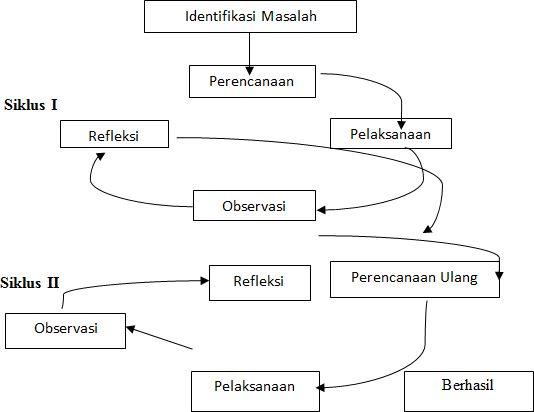 Identifikasi Masalah
Perencanaan
Siklus I
Refleksi
Pelaksanaan
Observasi
Siklus II
Refleksi
Perencanaan Ulang
Observasi
Pelaksanaan
Berhasil